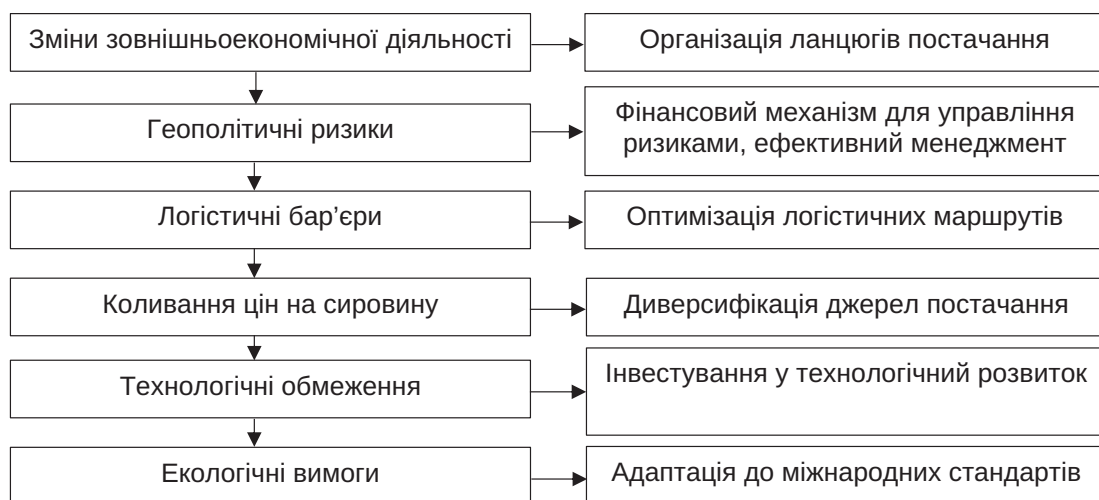 Зміни зовнішньоекономічної діяльності
Організація ланцюгів постачання
Геополітичні ризики
Фінансовий механізм для управління
ризиками, ефективний менеджмент
Логістичні бар’єри
Оптимізація логістичних маршрутів
Коливання цін на сировину
Диверсифікація джерел постачання
Технологічні обмеження
Інвестування у технологічний розвиток
Екологічні вимоги
Адаптація до міжнародних стандартів